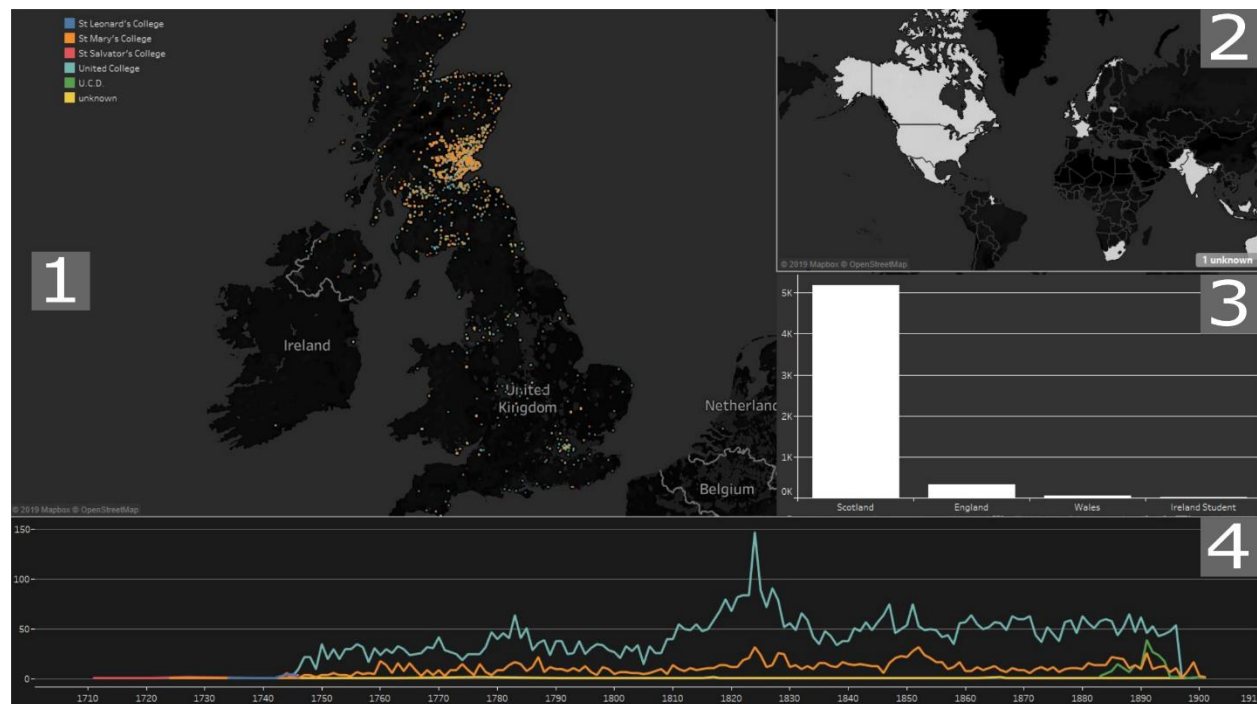 St Leonard's College
St Mary's College
St Salvator's College
United College
U.C.D.
unknown
1
Ireland
United
Kingdom
Netherland
Belgium
© 2019 Mapbox © OpenStreetMap
2
© 2019 Mapbox © OpenStreetMap
1 unknown
3
5K
4K
3K
2K
1K
0K
Scotland England Wales Ireland Student
4
150
100
50
0
1710 1720 1730 1740 1750 1760 1770 1780 1790 1800 1810 1820 1830 1840 1850 1860 1870 1880 1890 1900 191